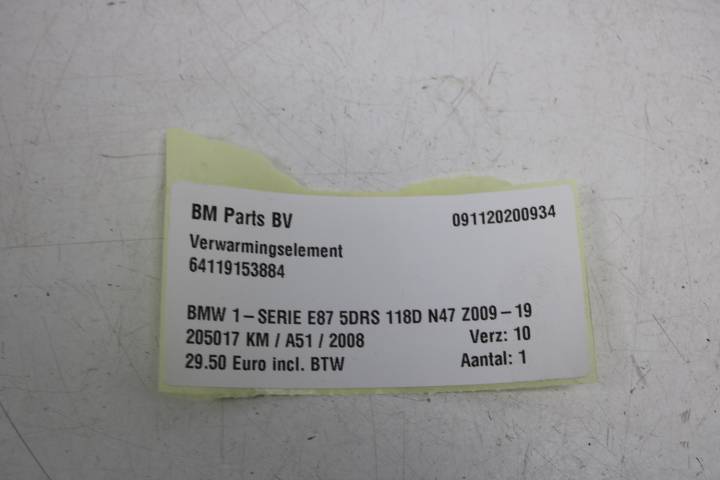 BM Parts BV 091120200934
Verwarmingselement
64119153884
BMW 1-SERIE E87 5DRS 118D N47 Z009-19
205017 KM / A51 / 2008 Verz: 10
29.50 Euro incl. BTW Aantal: 1